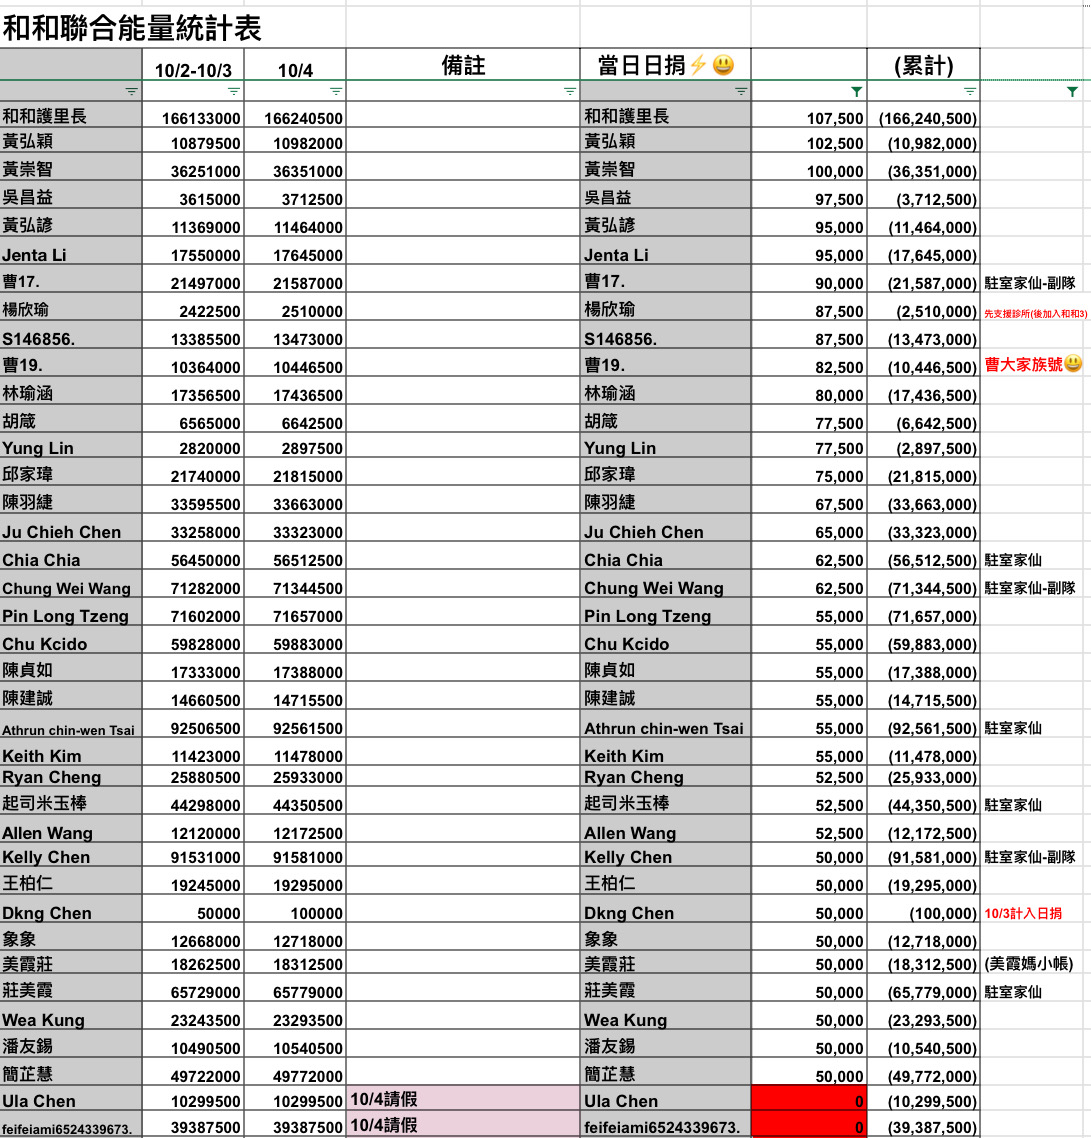 和和聯合能量統計表
10/2-10/3 10/4 備註 當日日捐⚡😃 (累計)
和和護里長 166133000 166240500 和和護里長 107,500 (166,240,500)
黃弘穎 10879500 10982000 黃弘穎 102,500 (10,982,000)
黃崇智 36251000 36351000 黃崇智 100,000 (36,351,000)
吳昌益 3615000 3712500 吳昌益 97,500 (3,712,500)
黃弘諺 11369000 11464000 黃弘諺 95,000 (11,464,000)
Jenta Li 17550000 17645000 Jenta Li 95,000 (17,645,000)
曹17. 21497000 21587000 曹17. 90,000 (21,587,000) 駐室家仙-副隊
楊欣瑜 2422500 2510000 楊欣瑜 87,500 (2,510,000) 先支援診所(後加入和和3)
S146856. 13385500 13473000 S146856. 87,500 (13,473,000)
曹19. 10364000 10446500 曹19. 82,500 (10,446,500) 曹大家族號😃
林瑜涵 17356500 17436500 林瑜涵 80,000 (17,436,500)
胡箴 6565000 6642500 胡箴 77,500 (6,642,500)
Yung Lin 2820000 2897500 Yung Lin 77,500 (2,897,500)
邱家瑋 21740000 21815000 邱家瑋 75,000 (21,815,000)
陳羽緁 33595500 33663000 陳羽緁 67,500 (33,663,000)
Ju Chieh Chen 33258000 33323000 Ju Chieh Chen 65,000 (33,323,000)
Chia Chia 56450000 56512500 Chia Chia 62,500 (56,512,500) 駐室家仙
Chung Wei Wang 71282000 71344500 Chung Wei Wang 62,500 (71,344,500) 駐室家仙-副隊
Pin Long Tzeng 71602000 71657000 Pin Long Tzeng 55,000 (71,657,000)
Chu Kcido 59828000 59883000 Chu Kcido 55,000 (59,883,000)
陳貞如 17333000 17388000 陳貞如 55,000 (17,388,000)
陳建誠 14660500 14715500 陳建誠 55,000 (14,715,500)
Athrun chin-wen Tsai 92506500 92561500 Athrun chin-wen Tsai 55,000 (92,561,500) 駐室家仙
Keith Kim 11423000 11478000 Keith Kim 55,000 (11,478,000)
Ryan Cheng 25880500 25933000 Ryan Cheng 52,500 (25,933,000)
起司米玉棒 44298000 44350500 起司米玉棒 52,500 (44,350,500) 駐室家仙
Allen Wang 12120000 12172500 Allen Wang 52,500 (12,172,500)
Kelly Chen 91531000 91581000 Kelly Chen 50,000 (91,581,000) 駐室家仙-副隊
王柏仁 19245000 19295000 王柏仁 50,000 (19,295,000)
Dkng Chen 50000 100000 Dkng Chen 50,000 (100,000) 10/3計入日捐
象象 12668000 12718000 象象 50,000 (12,718,000)
美霞莊 18262500 18312500 美霞莊 50,000 (18,312,500) (美霞媽小帳)
莊美霞 65729000 65779000 莊美霞 50,000 (65,779,000) 駐室家仙
Wea Kung 23243500 23293500 Wea Kung 50,000 (23,293,500)
潘友錫 10490500 10540500 潘友錫 50,000 (10,540,500)
簡芷慧 49722000 49772000 簡芷慧 50,000 (49,772,000)
Ula Chen 10299500 10299500 10/4請假 Ula Chen 0 (10,299,500)
feifeiami6524339673. 39387500 39387500 10/4請假 feifeiami6524339673. 0 (39,387,500)